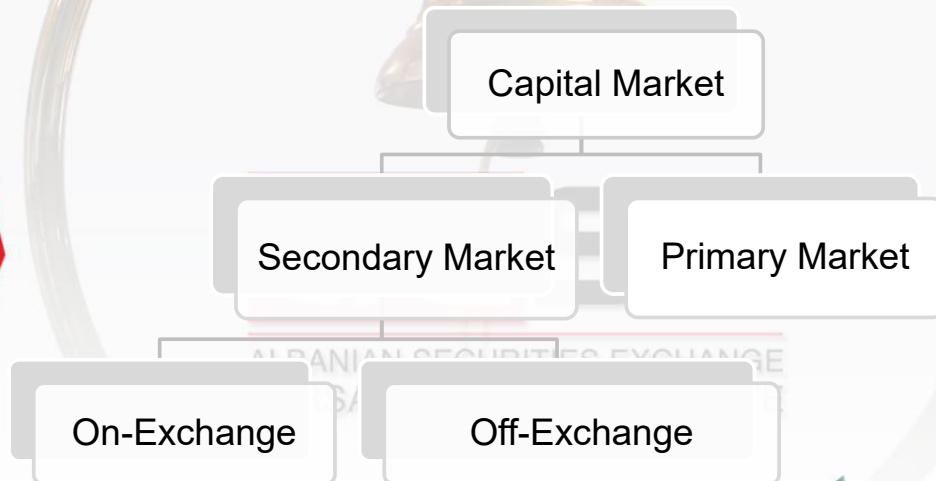 Capital Market
Secondary Market
Primary Market
ALBANIAN SECURITIES EXCHANGE
On-Exchange
Off-Exchange